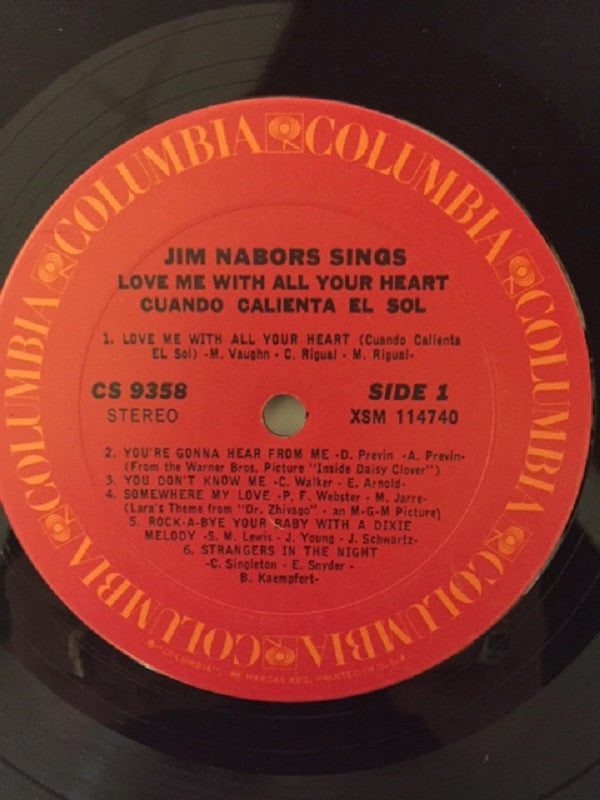 COLUMBIA COLUMBIA COLUMBIA COLUMBIA COLUMBIA COLUMBIA
JIM NABORS SINGS
LOVE ME WITH ALL YOUR HEART
CUANDO CALIENTA EL SOL
1. LOVE ME WITH ALL YOUR HEART (Cuando Calienta
EL Sol) -M. Vaughn - C. Rigual - M. Rigual-
CS 9358
STEREO
SIDE 1
XSM 114740
2. YOU'RE GONNA HEAR FROM ME -D. Previn -A. Previn-
(From the Warner Bros. Picture "Inside Daisy Clover")
3. YOU DON'T KNOW ME -C. Walker - E. Arnold-
4. SOMEWHERE MY LOVE -P. F. Webster - M. Jarre-
(Lara's Theme from "Dr. Zhivago" - an M-G-M Picture)
5. ROCK-A-BYE YOUR BABY WITH A DIXIE
MELODY -S. M. Lewis - J. Young - J. Schwartz-
6. STRANGERS IN THE NIGHT
-C. Singleton - E. Snyder -
B. Kaempfert-
®"COLUMBIA", MARCAS REG. PRINTED IN U.S.A.